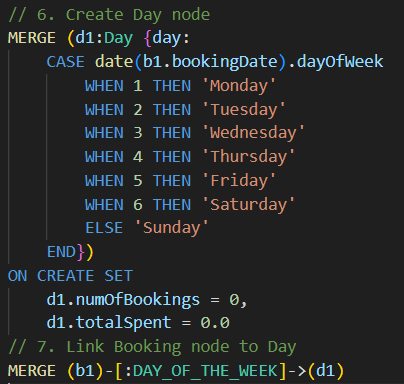 // 6. Create Day node
MERGE (d1:Day {day:
    CASE date(b1.bookingDate).dayOfWeek
        WHEN 1 THEN 'Monday'
        WHEN 2 THEN 'Tuesday'
        WHEN 3 THEN 'Wednesday'
        WHEN 4 THEN 'Thursday'
        WHEN 5 THEN 'Friday'
        WHEN 6 THEN 'Saturday'
        ELSE 'Sunday'
    END})
ON CREATE SET
    d1.numOfBookings = 0,
    d1.totalSpent = 0.0
// 7. Link Booking node to Day
MERGE (b1)-[:DAY_OF_THE_WEEK]->(d1)